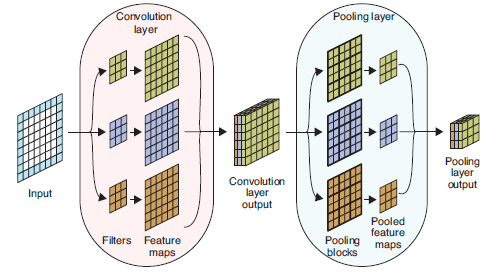 Convolution
layer
Pooling layer
Input
Filters
Feature
maps
Convolution
layer
output
Pooling
blocks
Pooled
feature
maps
Pooling
layer
output